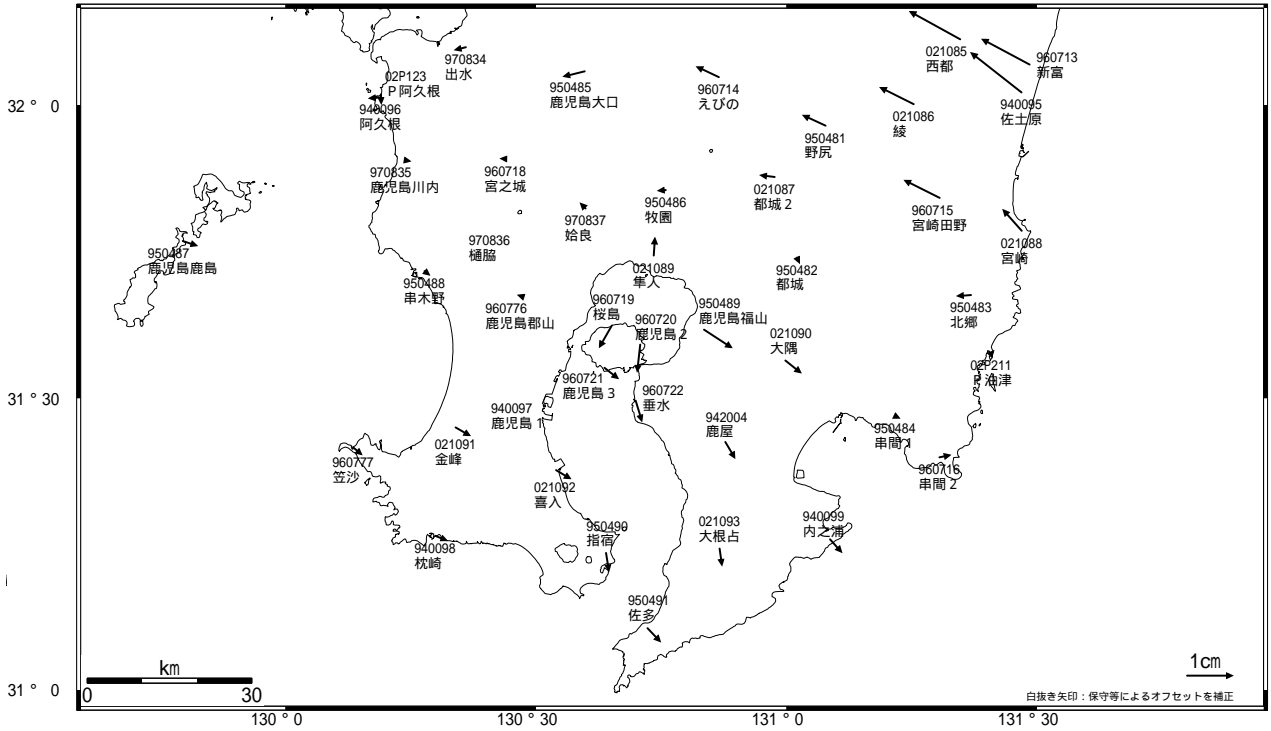 021085
西都
960713
新富
970834
出水
02P123
P阿久根
950485
鹿児島大口
960714
えびの
940095
佐土原
32° 0
940096
阿久根
021086
綾
950481
野尻
970835
鹿児島川内
960718
宮之城
021087
都城2
950486
牧園
960715
宮崎田野
970837
姶良
970836
樋脇
021088
宮崎
950487
鹿児島鹿島
021089
隼人
950482
都城
950488
串木野
960719
桜島
950489
鹿児島福山
950483
北郷
960776
鹿児島郡山
960720
鹿児島2
021090
大隅
02P211
P油津
960721
鹿児島3
960722
垂水
31° 30
940097
鹿児島1
942004
鹿屋
950484
串間1
021091
金峰
960777
笠沙
960716
串間2
021092
喜入
950490
指宿
021093
大根占
940099
内之浦
940098
枕崎
950491
佐多
km
0 30
1cm
31° 0
白抜き矢印：保守等によるオフセットを補正
130° 0
130° 30
131° 0
131° 30